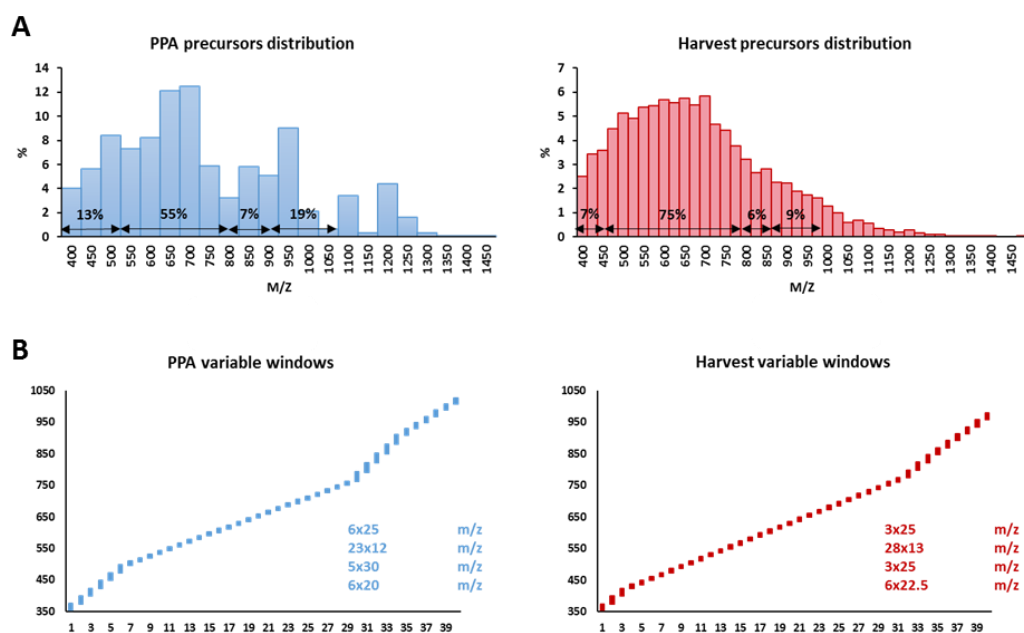 A
PPA precursors distribution
14
12
10
8
6
4
2
0
%
13% 55% 7% 19%
400 450 500 550 600 650 700 750 800 850 900 950 1000 1050 1100 1150 1200 1250 1300 1350 1400 1450
M/Z
Harvest precursors distribution
7
6
5
4
3
2
1
0
%
7% 75% 6% 9%
400 450 500 550 600 650 700 750 800 850 900 950 1000 1050 1100 1150 1200 1250 1300 1350 1400 1450
M/Z
B
PPA variable windows
1050
950
850
750
650
550
450
350
6x25 m/z
23x12 m/z
5x30 m/z
6x20 m/z
1 3 5 7 9 11 13 15 17 19 21 23 25 27 29 31 33 35 37 39
Harvest variable windows
1050
950
850
750
650
550
450
350
3x25 m/z
28x13 m/z
3x25 m/z
6x22.5 m/z
1 3 5 7 9 11 13 15 17 19 21 23 25 27 29 31 33 35 37 39